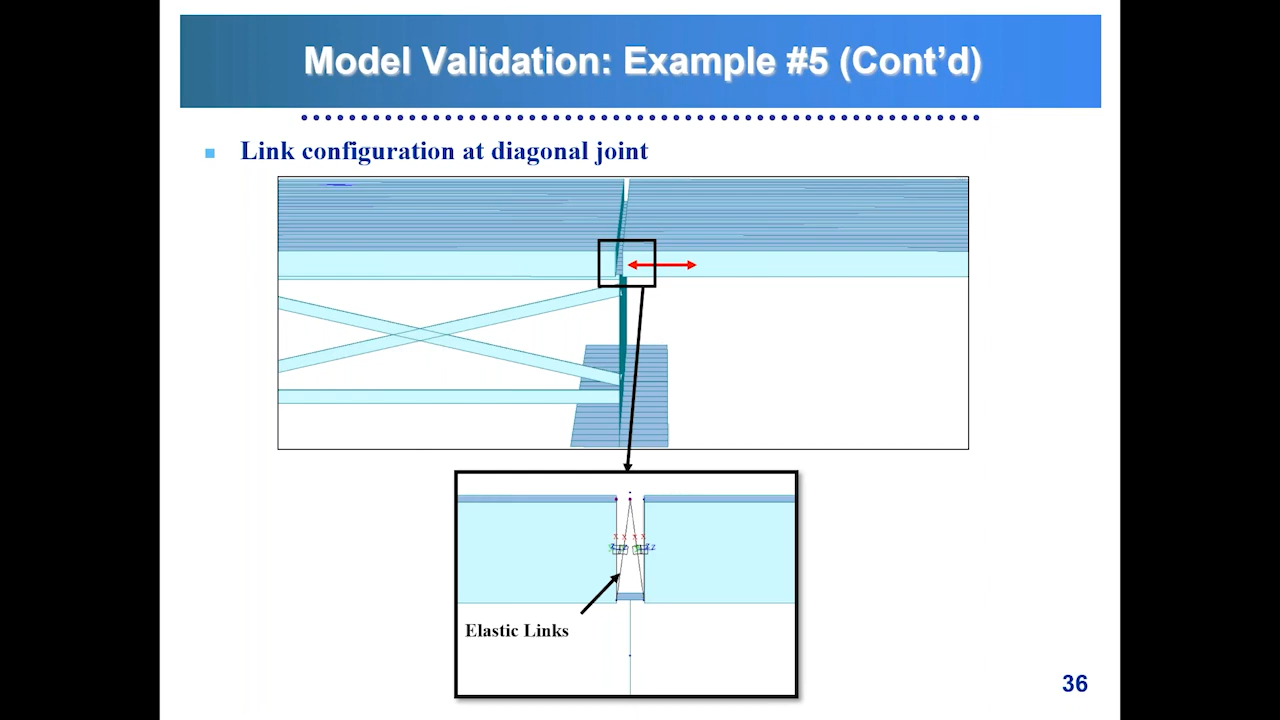 Model Validation: Example #5 (Cont’d)
Link configuration at diagonal joint
Elastic Links
36